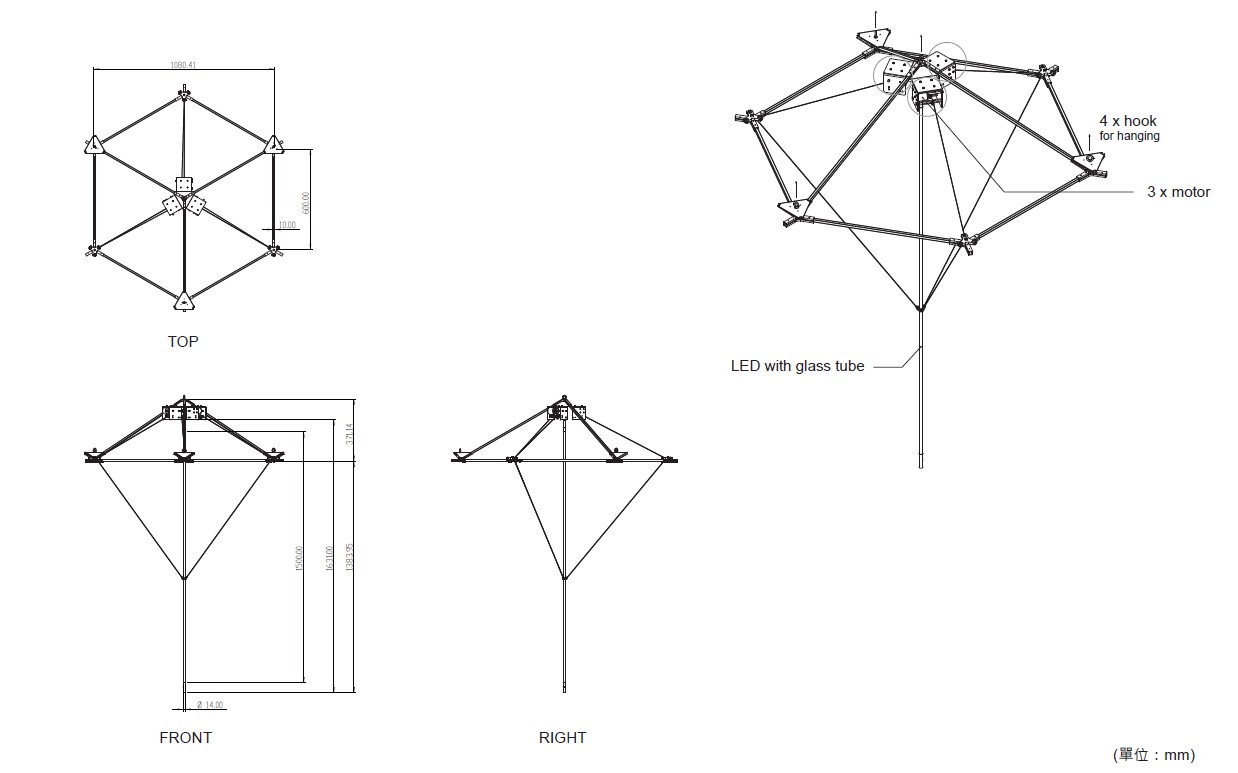 1080.41
600.00
10.00
TOP
4 x hook
for hanging
3 x motor
LED with glass tube
371.14
1500.00
1631.00
1383.95
Ø 14.00
FRONT
RIGHT
(單位：mm)